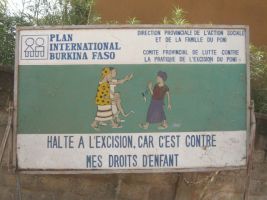 PLAN
INTERNATIONAL
BURKINA FASO
DIRECTION PROVINCIALE DE L'ACTION SOCIALE
ET DE LA FAMILLE DU PONI
COMITE PROVINCIAL DE LUTTE CONTRE
LA PRATIQUE DE L'EXCISION DU PONI
HALTE A L'EXCISION, CAR C'EST CONTRE
MES DROITS D'ENFANT